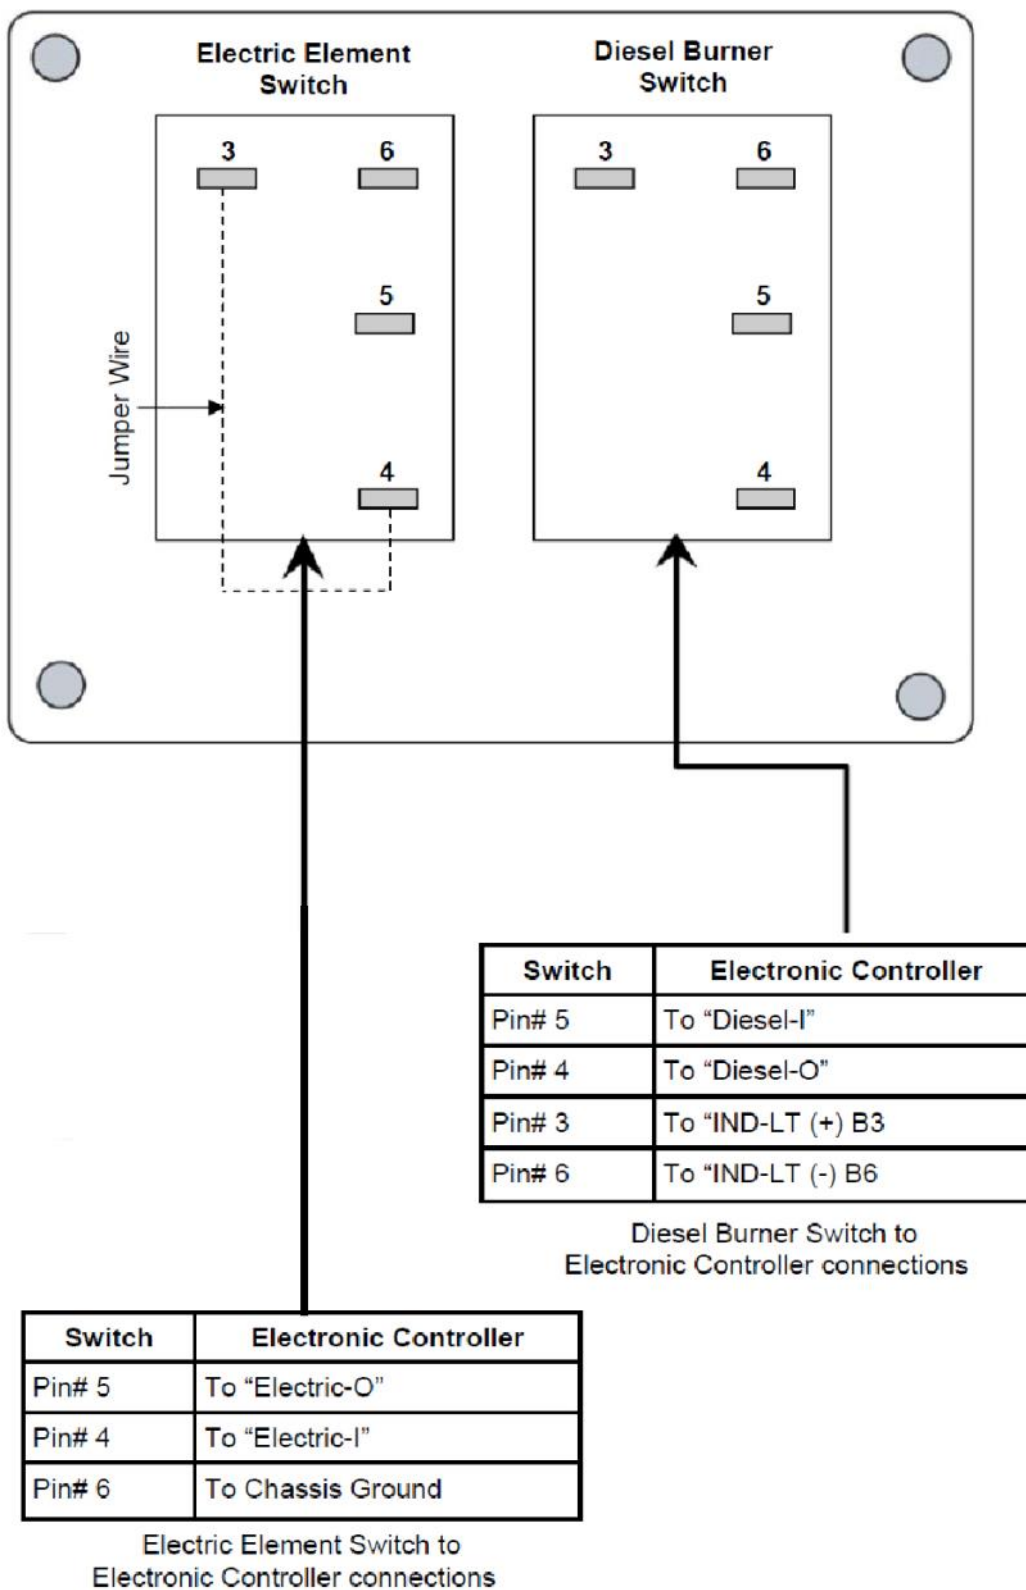 Electric Element
Switch
Diesel Burner
Switch
3
6
3
6
5
5
Jumper Wire
4
4
Switch Electronic Controller
Pin# 5 To “Diesel-I”
Pin# 4 To “Diesel-O”
Pin# 3 To “IND-LT (+) B3
Pin# 6 To “IND-LT (-) B6
Diesel Burner Switch to
Electronic Controller connections
Switch Electronic Controller
Pin# 5 To “Electric-O”
Pin# 4 To “Electric-I”
Pin# 6 To Chassis Ground
Electric Element Switch to
Electronic Controller connections